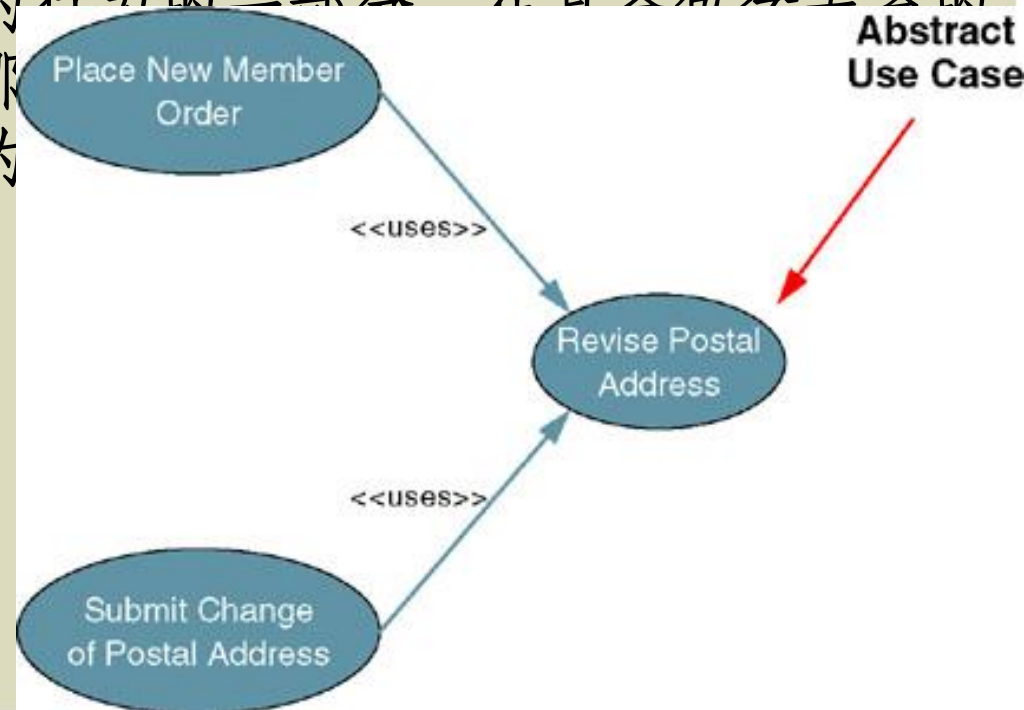 Abstract
Use Case
Place New Member
Order
<<uses>>
Revise Postal
Address
<<uses>>
Submit Change
of Postal Address